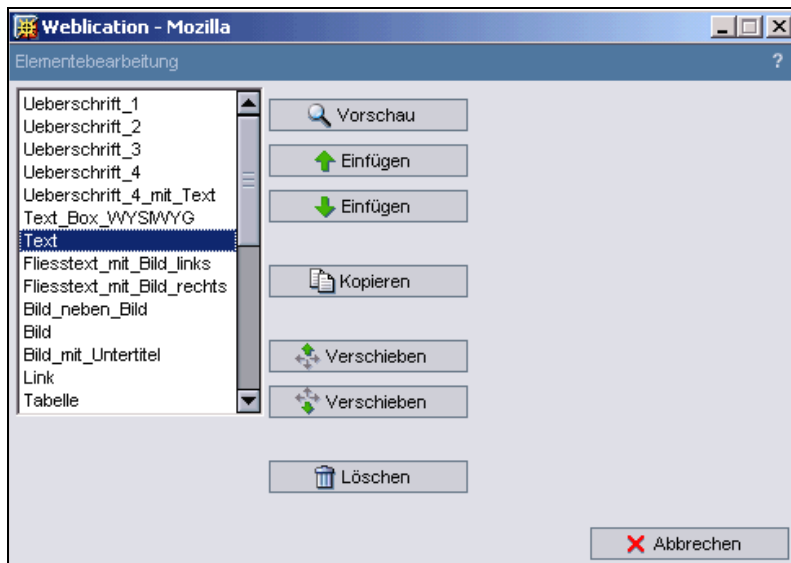 Weblication - Mozilla
Elementebearbeitung
?
Ueberschrift_1
Ueberschrift_2
Ueberschrift_3
Ueberschrift_4
Ueberschrift_4_mit_Text
Text_Box_WYSIWYG
Text
Fliesstext_mit_Bild_links
Fliesstext_mit_Bild_rechts
Bild_neben_Bild
Bild
Bild_mit_Untertitel
Link
Tabelle
Vorschau
Einfügen
Einfügen
Kopieren
Verschieben
Verschieben
Löschen
Abbrechen